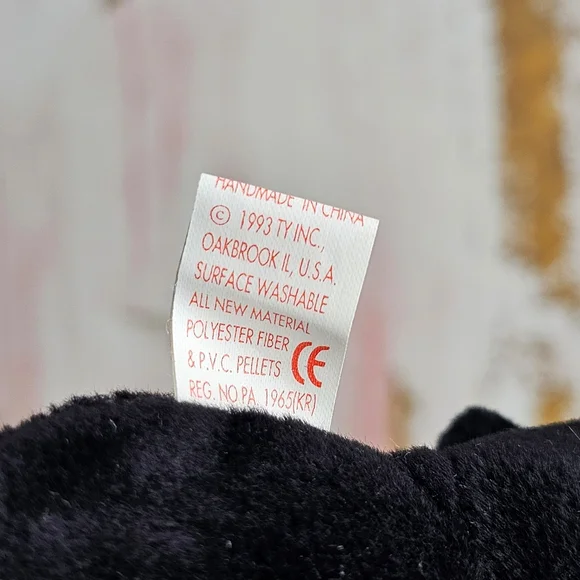 HANDMADE IN CHINA
© 1993 TY INC.,
OAKBROOK IL, U.S.A.
SURFACE WASHABLE
ALL NEW MATERIAL
POLYESTER FIBER
& P.V.C. PELLETS CE
REG. NO PA. 1965(KR)